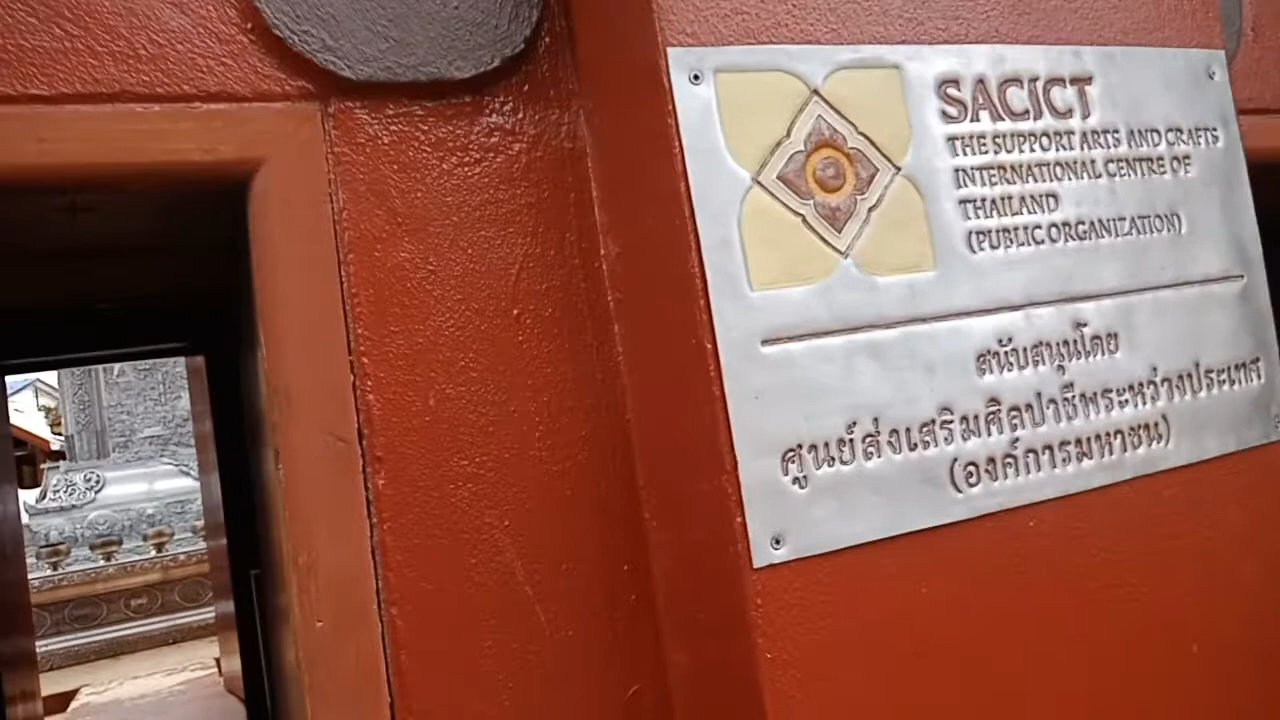 SACICT
THE SUPPORT ARTS AND CRAFTS
INTERNATIONAL CENTRE OF
THAILAND
(PUBLIC ORGANIZATION)
สนับสนุนโดย
ศูนย์ส่งเสริมศิลปาชีพระหว่างประเทศ
(องค์การมหาชน)